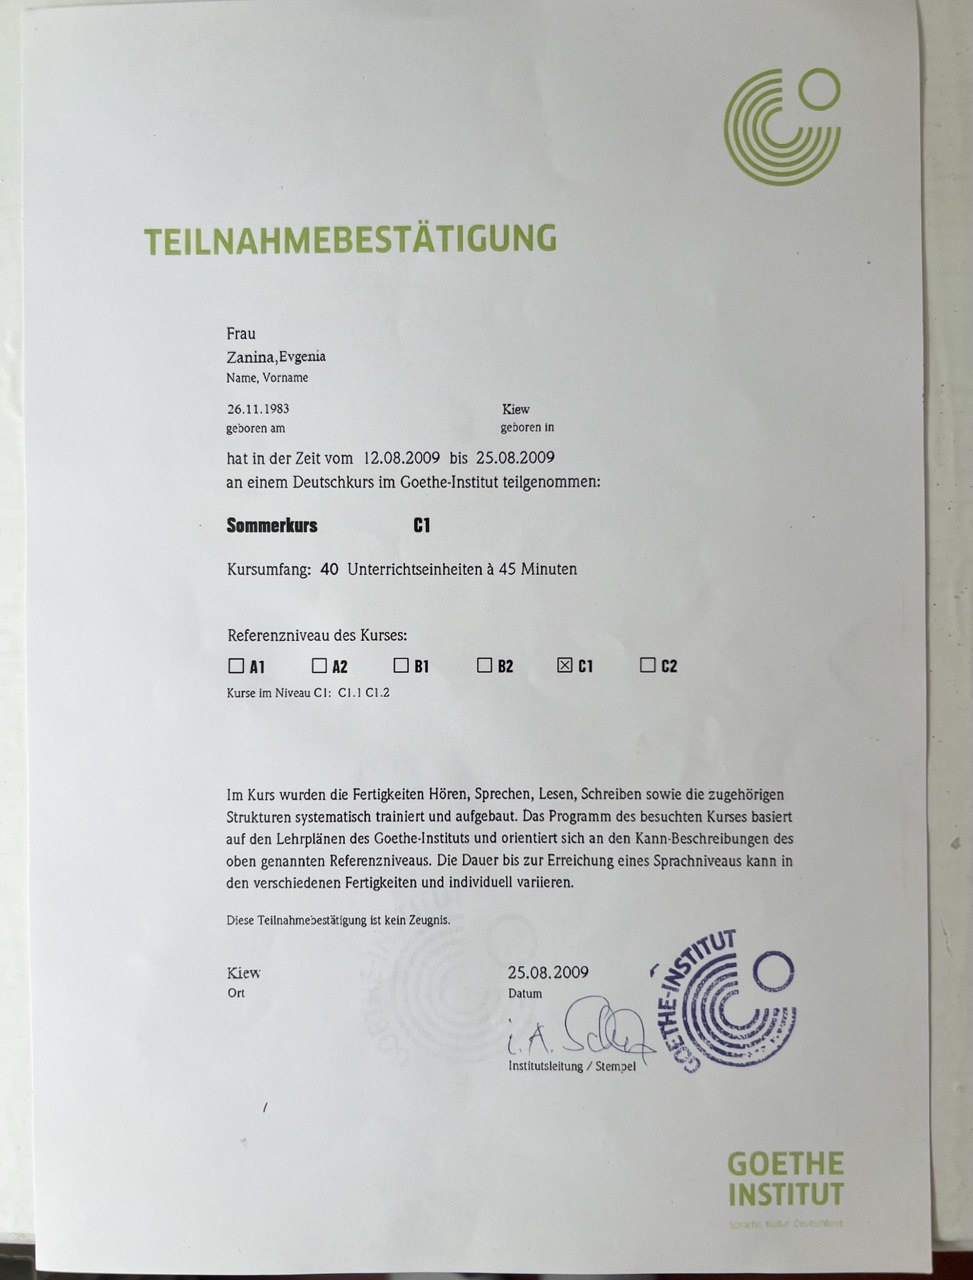 TEILNAHMEBESTÄTIGUNG
Frau
Zanina,Evgenia
Name, Vorname
26.11.1983 Kiew
geboren am geboren in
hat in der Zeit vom 12.08.2009 bis 25.08.2009
an einem Deutschkurs im Goethe-Institut teilgenommen:
Sommerkurs C1
Kursumfang: 40 Unterrichtseinheiten à 45 Minuten
Referenzniveau des Kurses:
☐ A1 ☐ A2 ☐ B1 ☐ B2 ☒ C1 ☐ C2
Kurse im Niveau C1: C1.1 C1.2
Im Kurs wurden die Fertigkeiten Hören, Sprechen, Lesen, Schreiben sowie die zugehörigen
Strukturen systematisch trainiert und aufgebaut. Das Programm des besuchten Kurses basiert
auf den Lehrplänen des Goethe-Instituts und orientiert sich an den Kann-Beschreibungen des
oben genannten Referenzniveaus. Die Dauer bis zur Erreichung eines Sprachniveaus kann in
den verschiedenen Fertigkeiten und individuell variieren.
Diese Teilnahmebestätigung ist kein Zeugnis.
Kiew 25.08.2009
Ort Datum
i. A.
Institutsleitung / Stempel
GOETHE-INSTITUT
GOETHE
INSTITUT
Sprache. Kultur. Deutschland